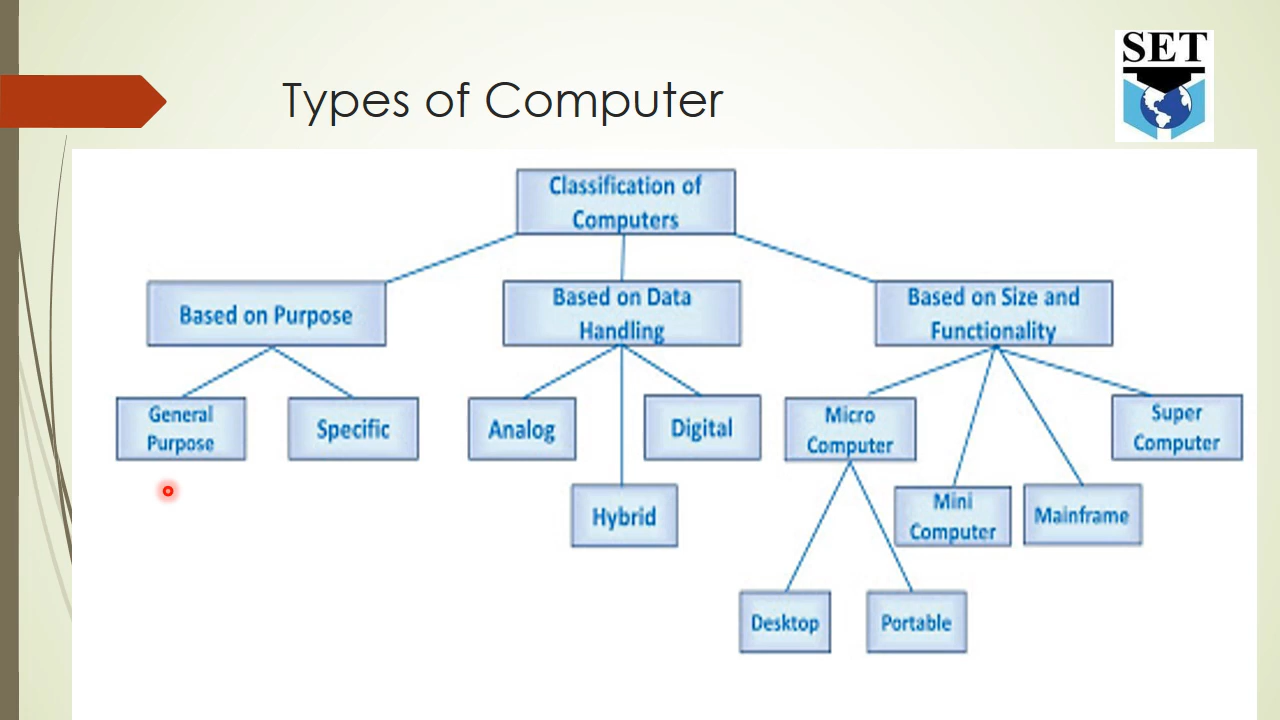 SET
Types of Computer
Classification of
Computers
Based on Purpose
Based on Data
Handling
Based on Size and
Functionality
General
Purpose
Specific
Analog
Digital
Hybrid
Micro
Computer
Super
Computer
Mini
Computer
Mainframe
Desktop
Portable